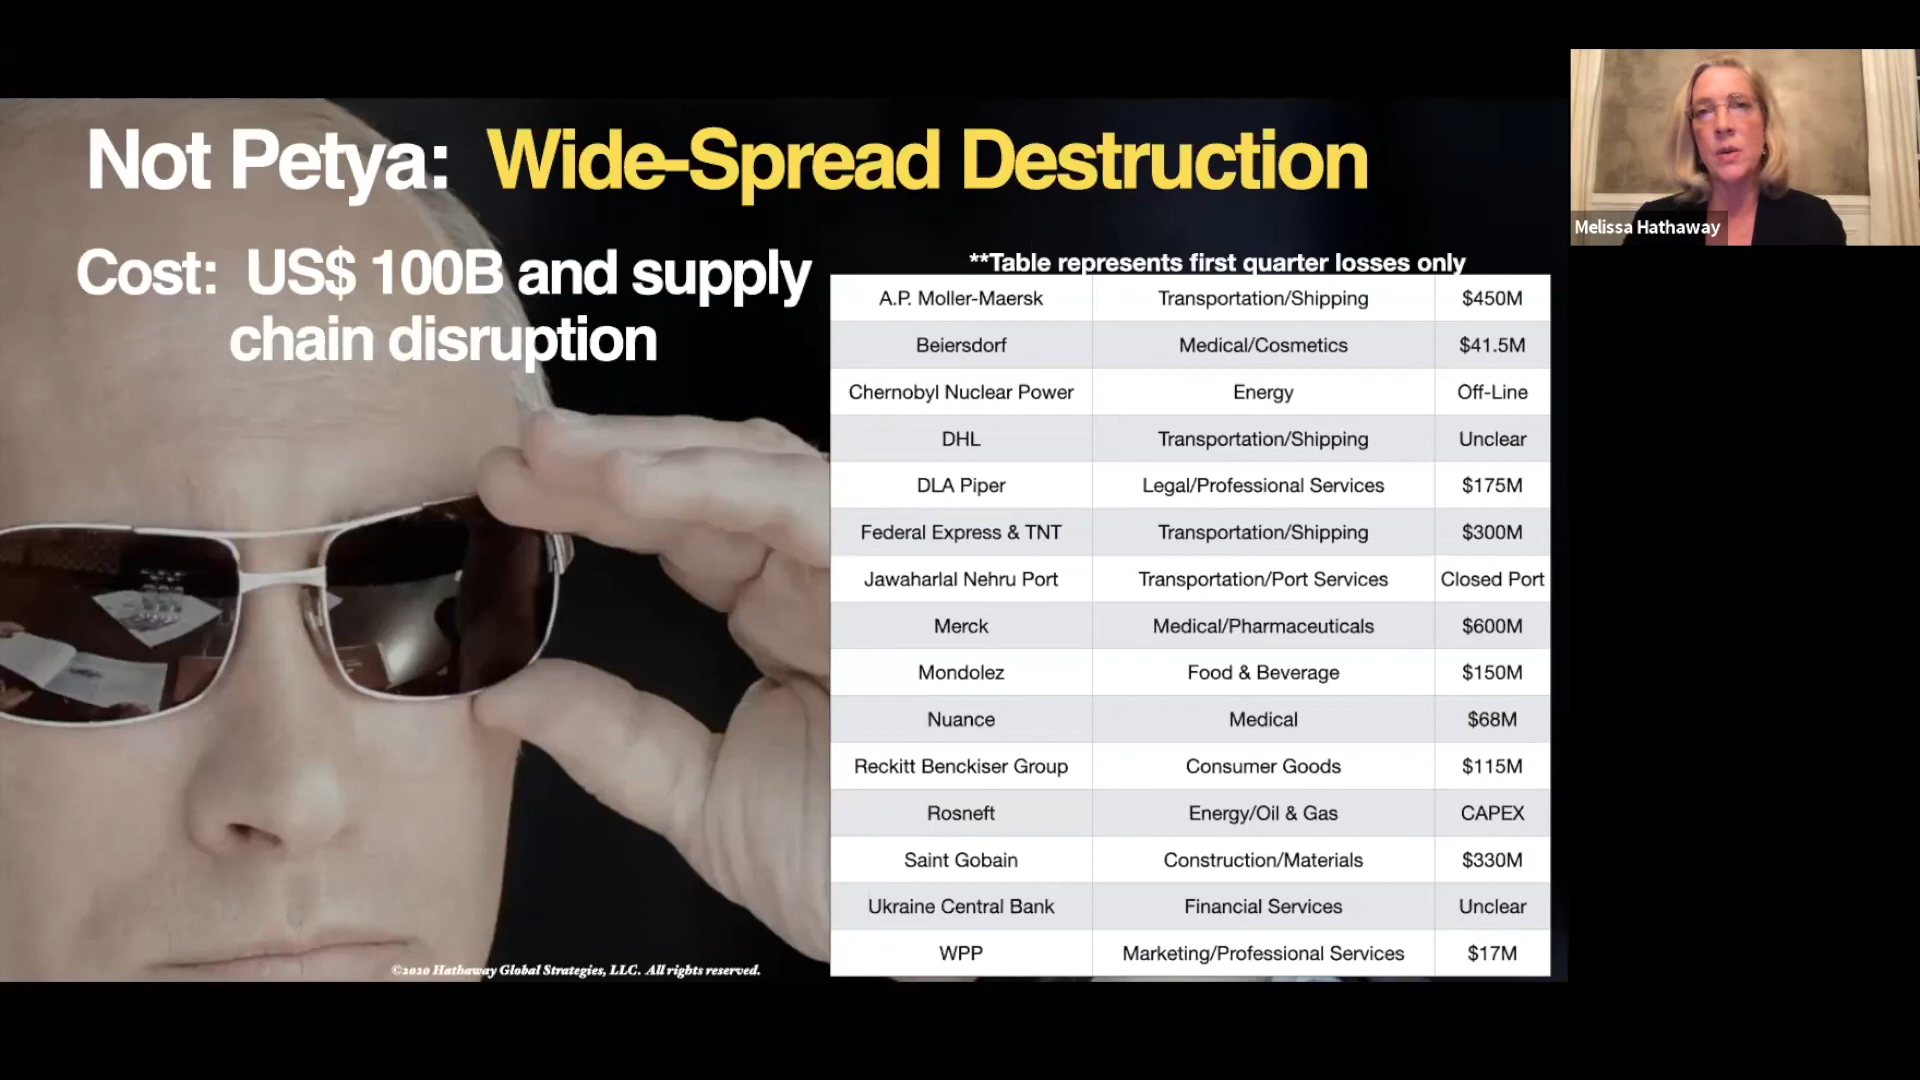 Not Petya: Wide-Spread Destruction
Cost: US$ 100B and supply
chain disruption
**Table represents first quarter losses only
A.P. Moller-Maersk Transportation/Shipping $450M
Beiersdorf Medical/Cosmetics $41.5M
Chernobyl Nuclear Power Energy Off-Line
DHL Transportation/Shipping Unclear
DLA Piper Legal/Professional Services $175M
Federal Express & TNT Transportation/Shipping $300M
Jawaharlal Nehru Port Transportation/Port Services Closed Port
Merck Medical/Pharmaceuticals $600M
Mondolez Food & Beverage $150M
Nuance Medical $68M
Reckitt Benckiser Group Consumer Goods $115M
Rosneft Energy/Oil & Gas CAPEX
Saint Gobain Construction/Materials $330M
Ukraine Central Bank Financial Services Unclear
WPP Marketing/Professional Services $17M
©2020 Hathaway Global Strategies, LLC. All rights reserved.
Melissa Hathaway